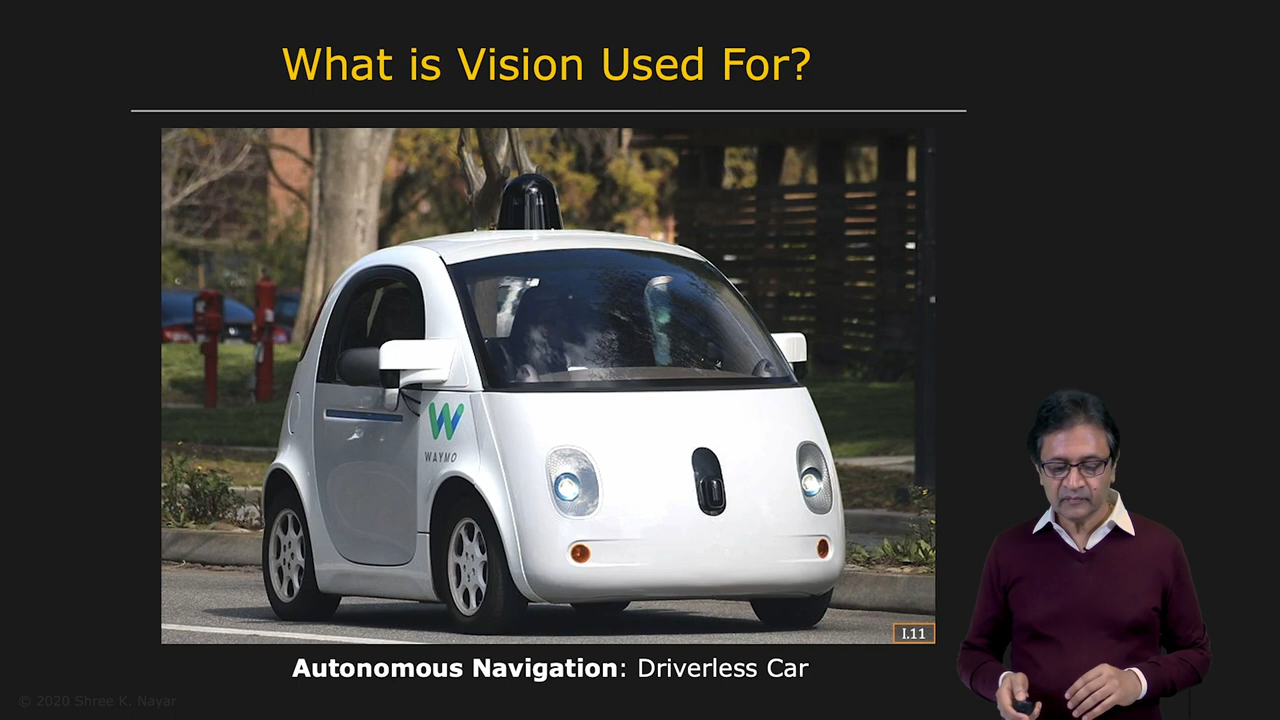 What is Vision Used For?
WAYMO
I.11
Autonomous Navigation: Driverless Car
© 2020 Shree K. Nayar